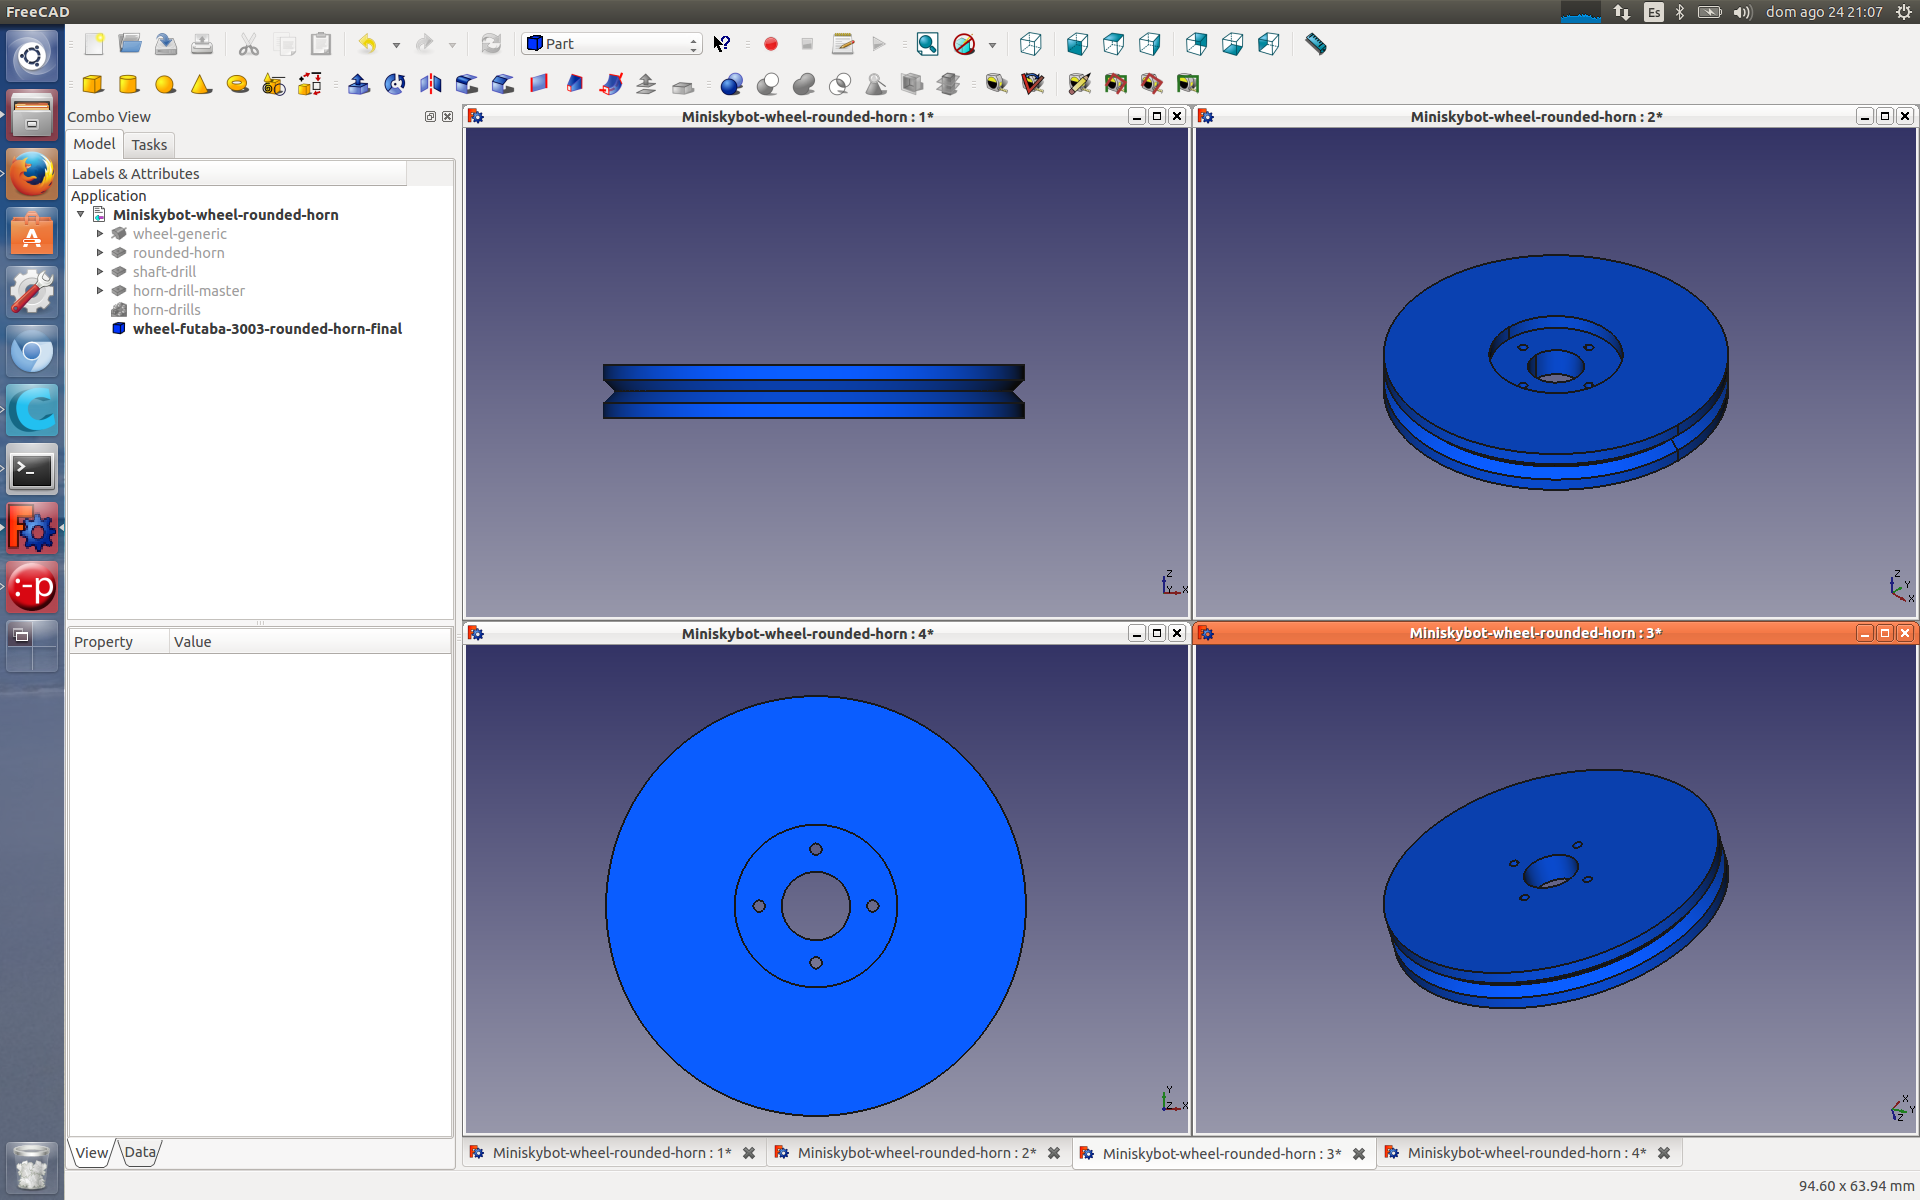 FreeCAD
Es
dom ago 24 21:07
Part
Combo View
Model
Tasks
Labels & Attributes
Application
Miniskybot-wheel-rounded-horn
wheel-generic
rounded-horn
shaft-drill
horn-drill-master
horn-drills
wheel-futaba-3003-rounded-horn-final
Property
Value
View
Data
Miniskybot-wheel-rounded-horn : 1*
Z
Y
X
Miniskybot-wheel-rounded-horn : 2*
Z
Y
X
Miniskybot-wheel-rounded-horn : 4*
Y
Z
X
Miniskybot-wheel-rounded-horn : 3*
X
Y
Z
Miniskybot-wheel-rounded-horn : 1*
Miniskybot-wheel-rounded-horn : 2*
Miniskybot-wheel-rounded-horn : 3*
Miniskybot-wheel-rounded-horn : 4*
94.60 x 63.94 mm